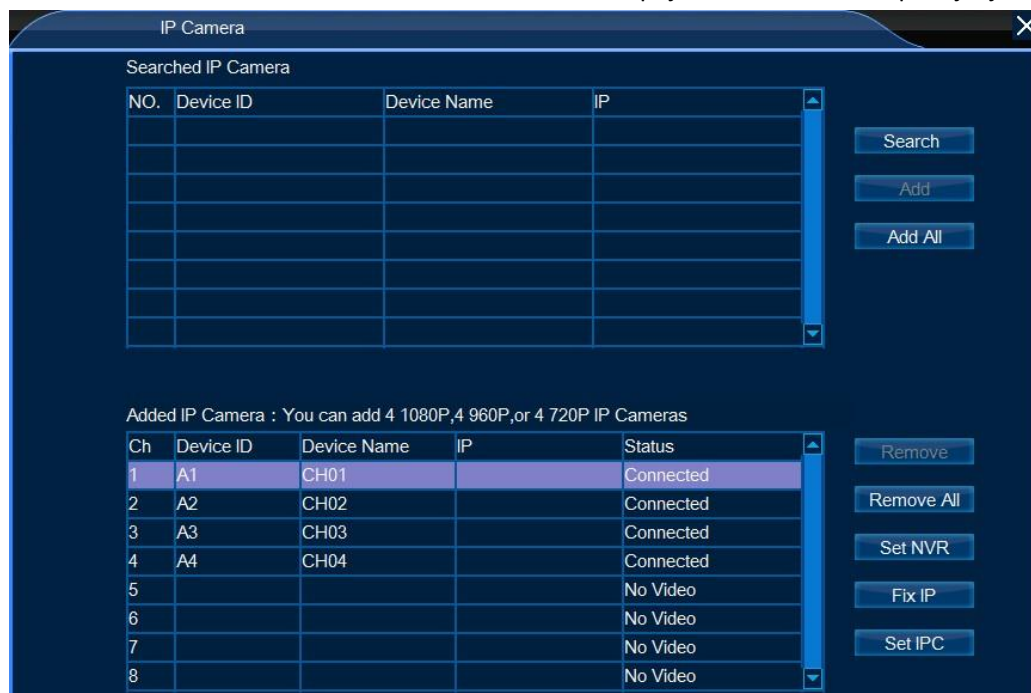 IP Camera
Searched IP Camera
NO. Device ID Device Name IP
Search
Add
Add All
Added IP Camera : You can add 4 1080P,4 960P,or 4 720P IP Cameras
Ch Device ID Device Name IP Status
Remove
1 A1 CH01 Connected
2 A2 CH02 Connected
Remove All
3 A3 CH03 Connected
Set NVR
4 A4 CH04 Connected
5 No Video
Fix IP
6 No Video
7 No Video
Set IPC
8 No Video